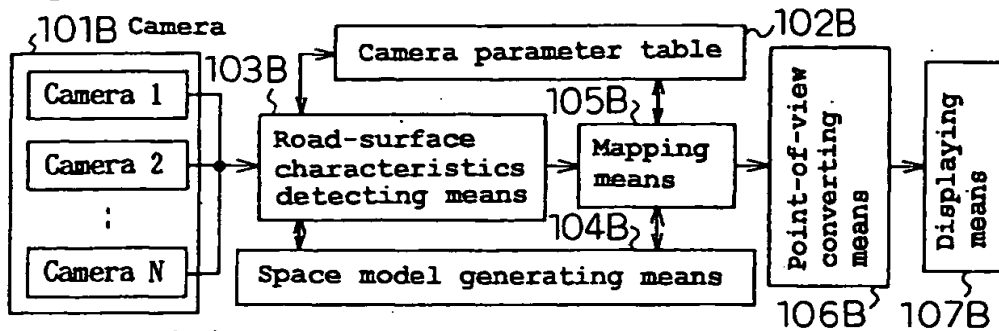 101B Camera
Camera 1
Camera 2
Camera N
103B
Road-surface
characteristics
detecting means
Camera parameter table
102B
105B
Mapping
means
104B
Space model generating means
Point-of-view
converting
means
106B
Displaying
means
107B